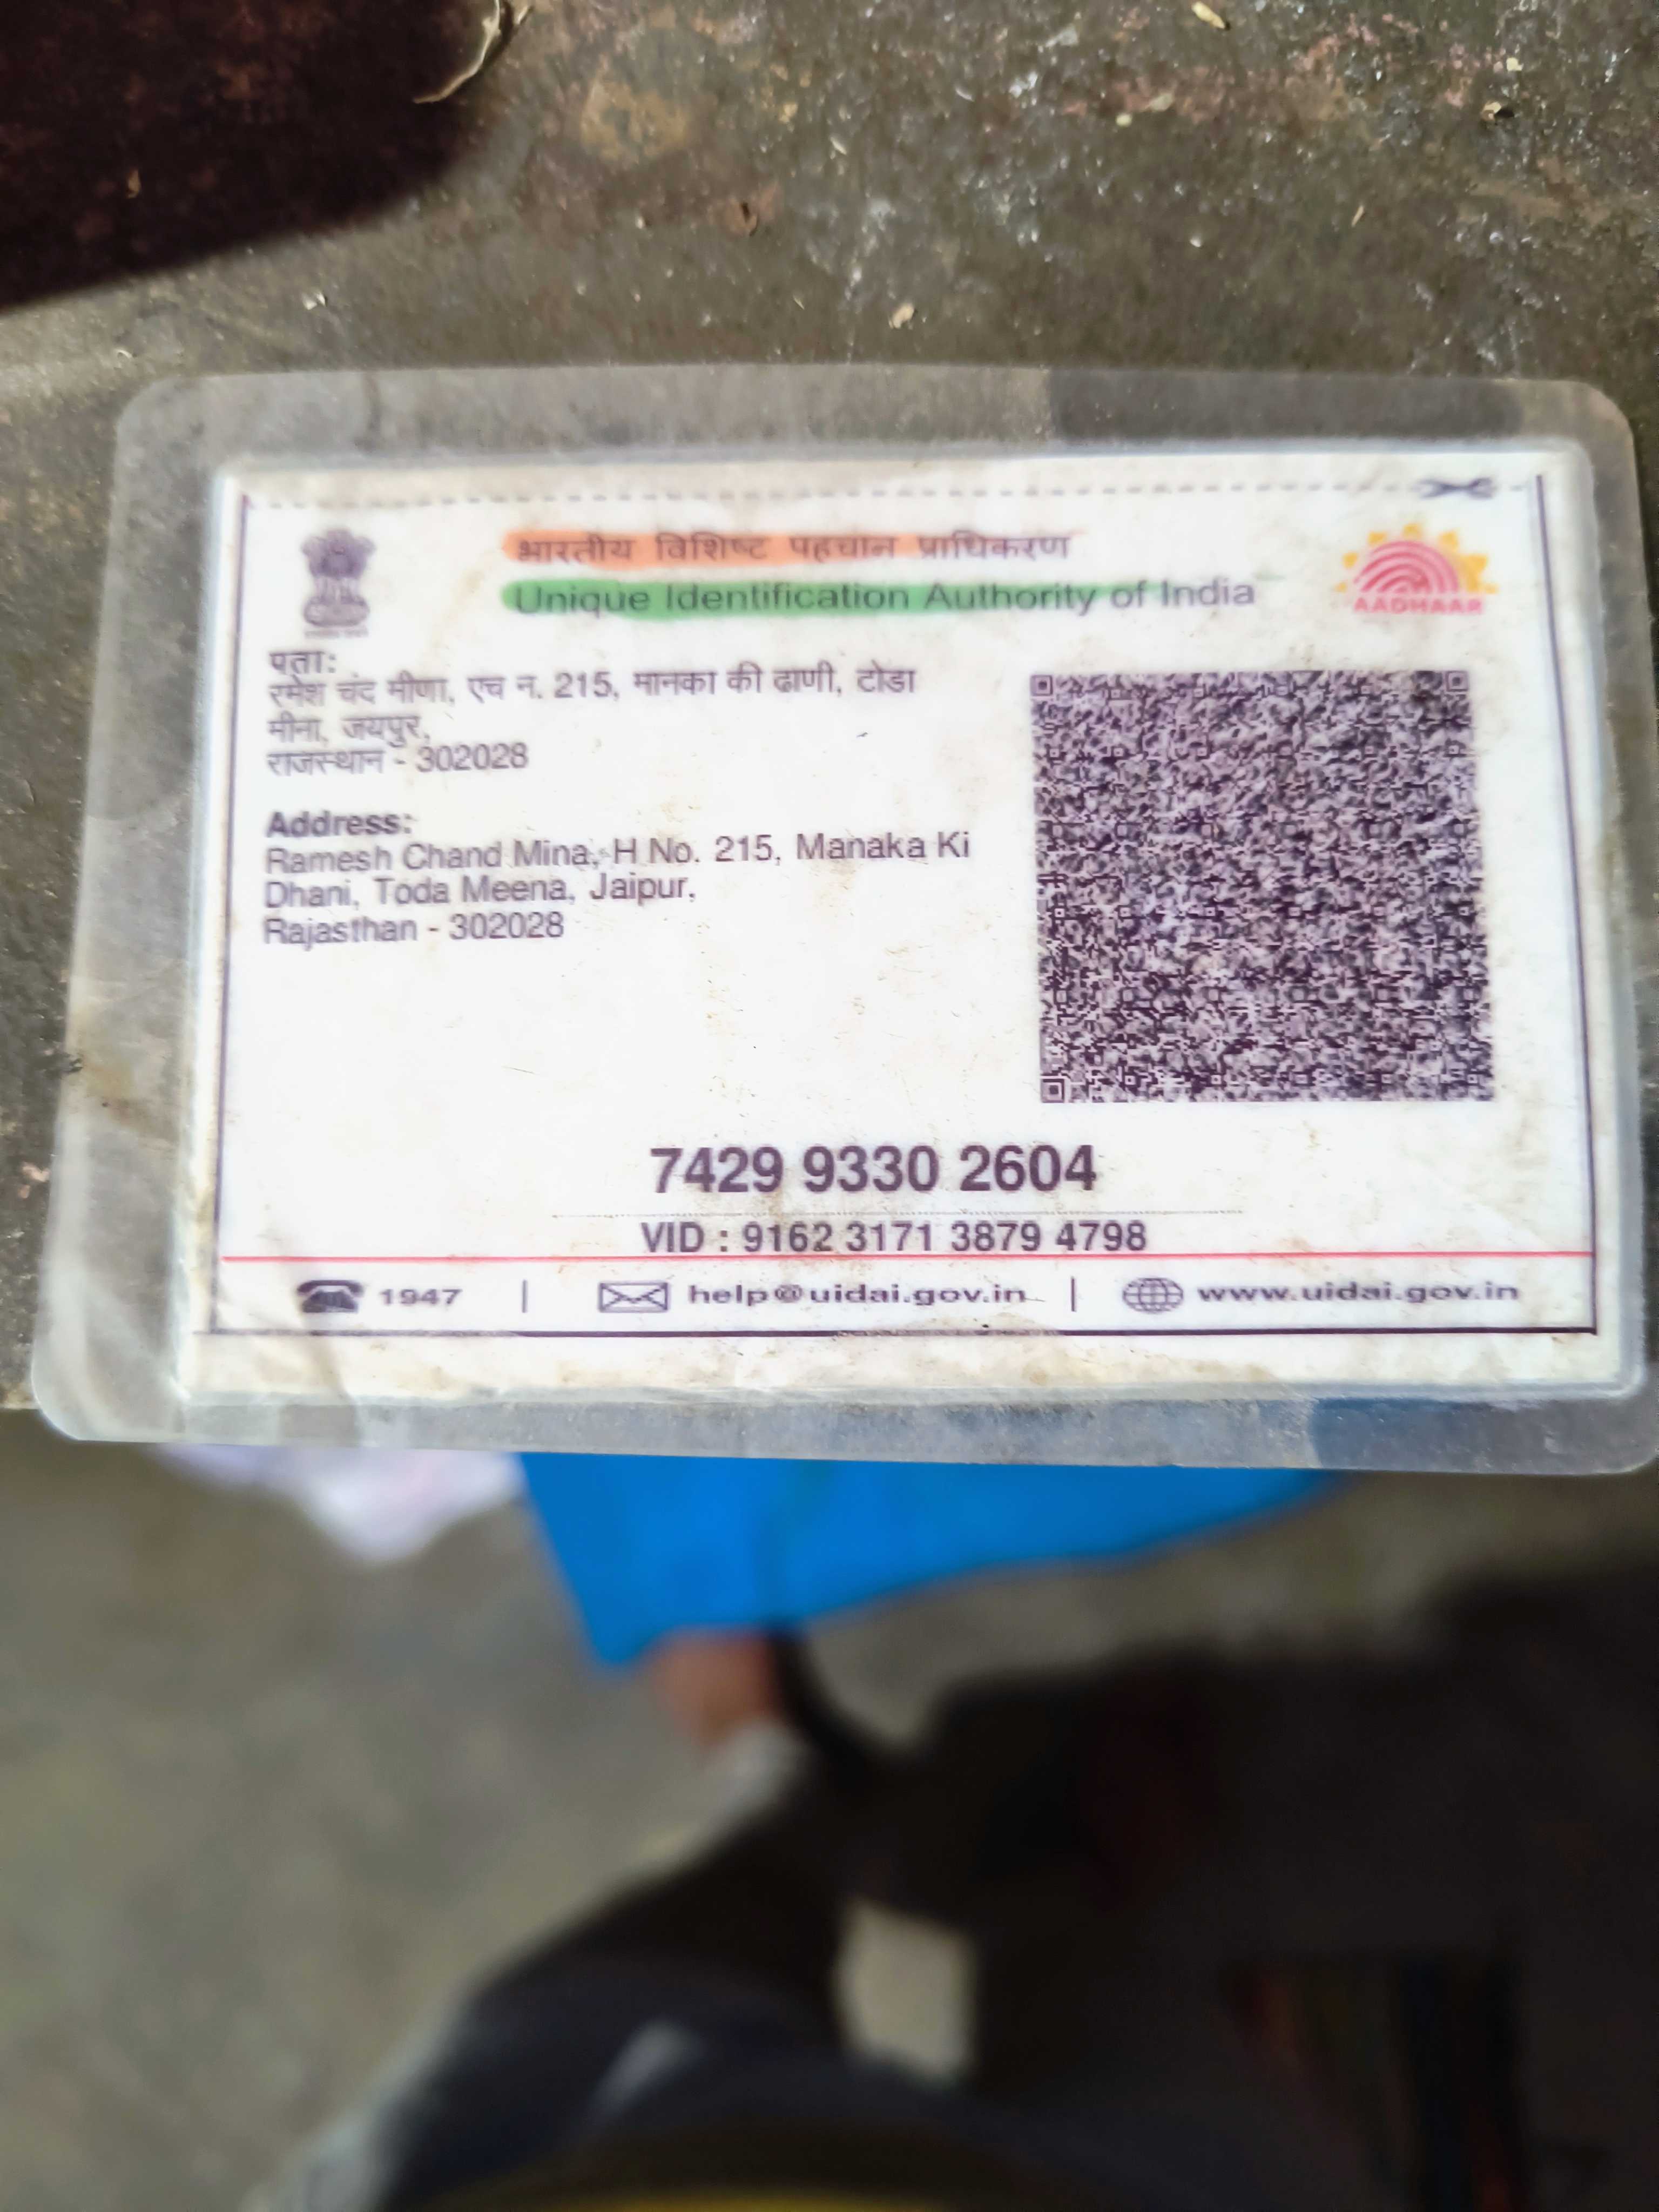 भारतीय विशिष्ट पहचान प्राधिकरण
Unique Identification Authority of India
AADHAAR
पता:
रमेश चंद मीणा, एच न. 215, मानका की ढाणी, टोडा
मीना, जयपुर,
राजस्थान - 302028
Address:
Ramesh Chand Mina, H No. 215, Manaka Ki
Dhani, Toda Meena, Jaipur,
Rajasthan - 302028
7429 9330 2604
VID : 9162 3171 3879 4798
1947 | help@uidai.gov.in | www.uidai.gov.in